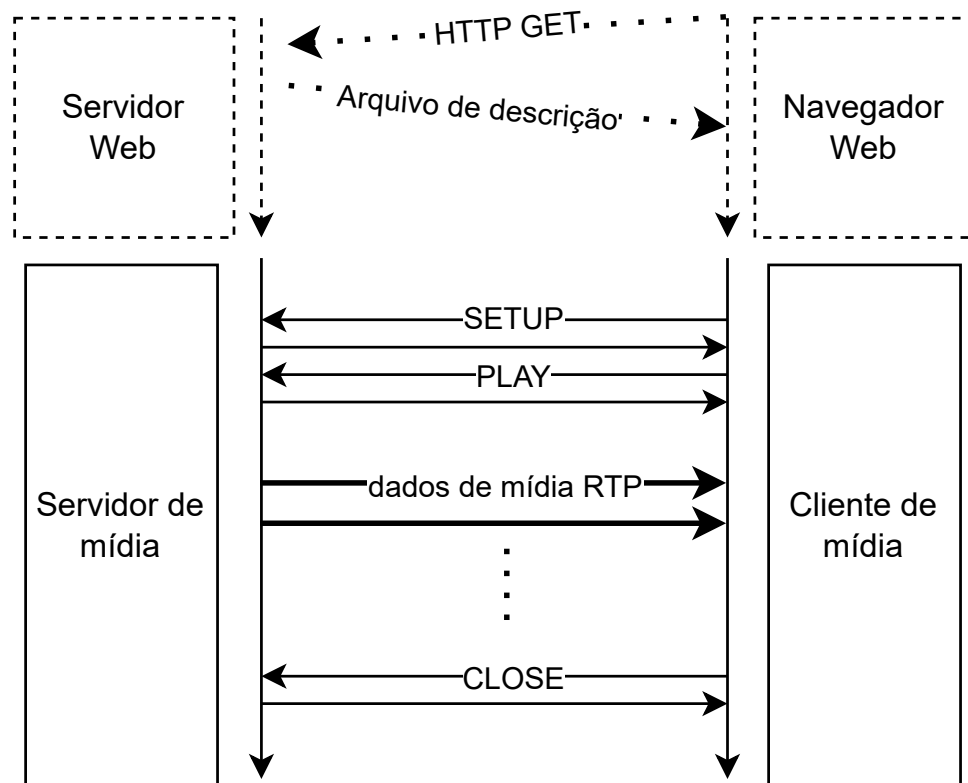 HTTP GET
Arquivo de descrição
Servidor
Web
Navegador
Web
SETUP
PLAY
dados de mídia RTP
Servidor de
mídia
Cliente de
mídia
CLOSE